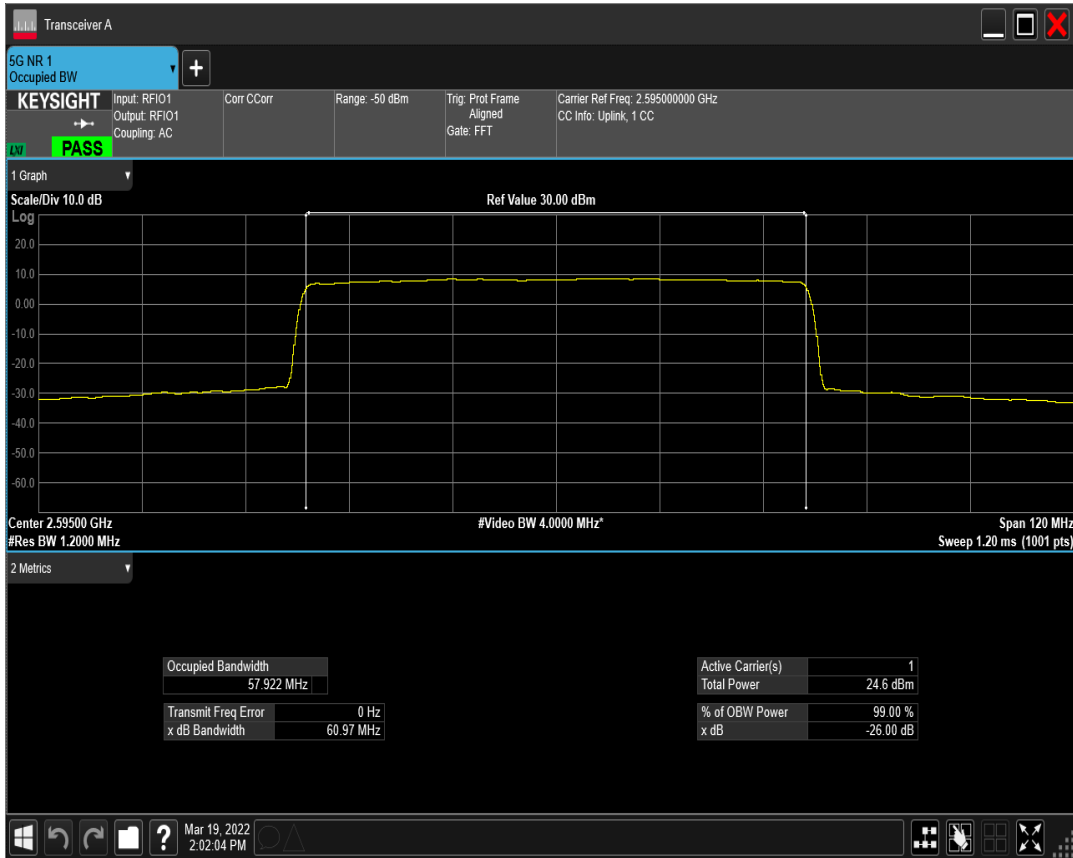 Transceiver A
5G NR 1
Occupied BW
+
KEYSIGHT
LXI
PASS
Input: RFIO1
Output: RFIO1
Coupling: AC
Corr CCorr
Range: -50 dBm
Trig: Prot Frame
Aligned
Gate: FFT
Carrier Ref Freq: 2.595000000 GHz
CC Info: Uplink, 1 CC
1 Graph
Scale/Div 10.0 dB
Ref Value 30.00 dBm
Log
20.0
10.0
0.00
-10.0
-20.0
-30.0
-40.0
-50.0
-60.0
Center 2.59500 GHz
#Video BW 4.0000 MHz*
Span 120 MHz
#Res BW 1.2000 MHz
Sweep 1.20 ms (1001 pts)
2 Metrics
Occupied Bandwidth
57.922 MHz
Transmit Freq Error 0 Hz
x dB Bandwidth 60.97 MHz
Active Carrier(s) 1
Total Power 24.6 dBm
% of OBW Power 99.00 %
x dB -26.00 dB
?
Mar 19, 2022
2:02:04 PM